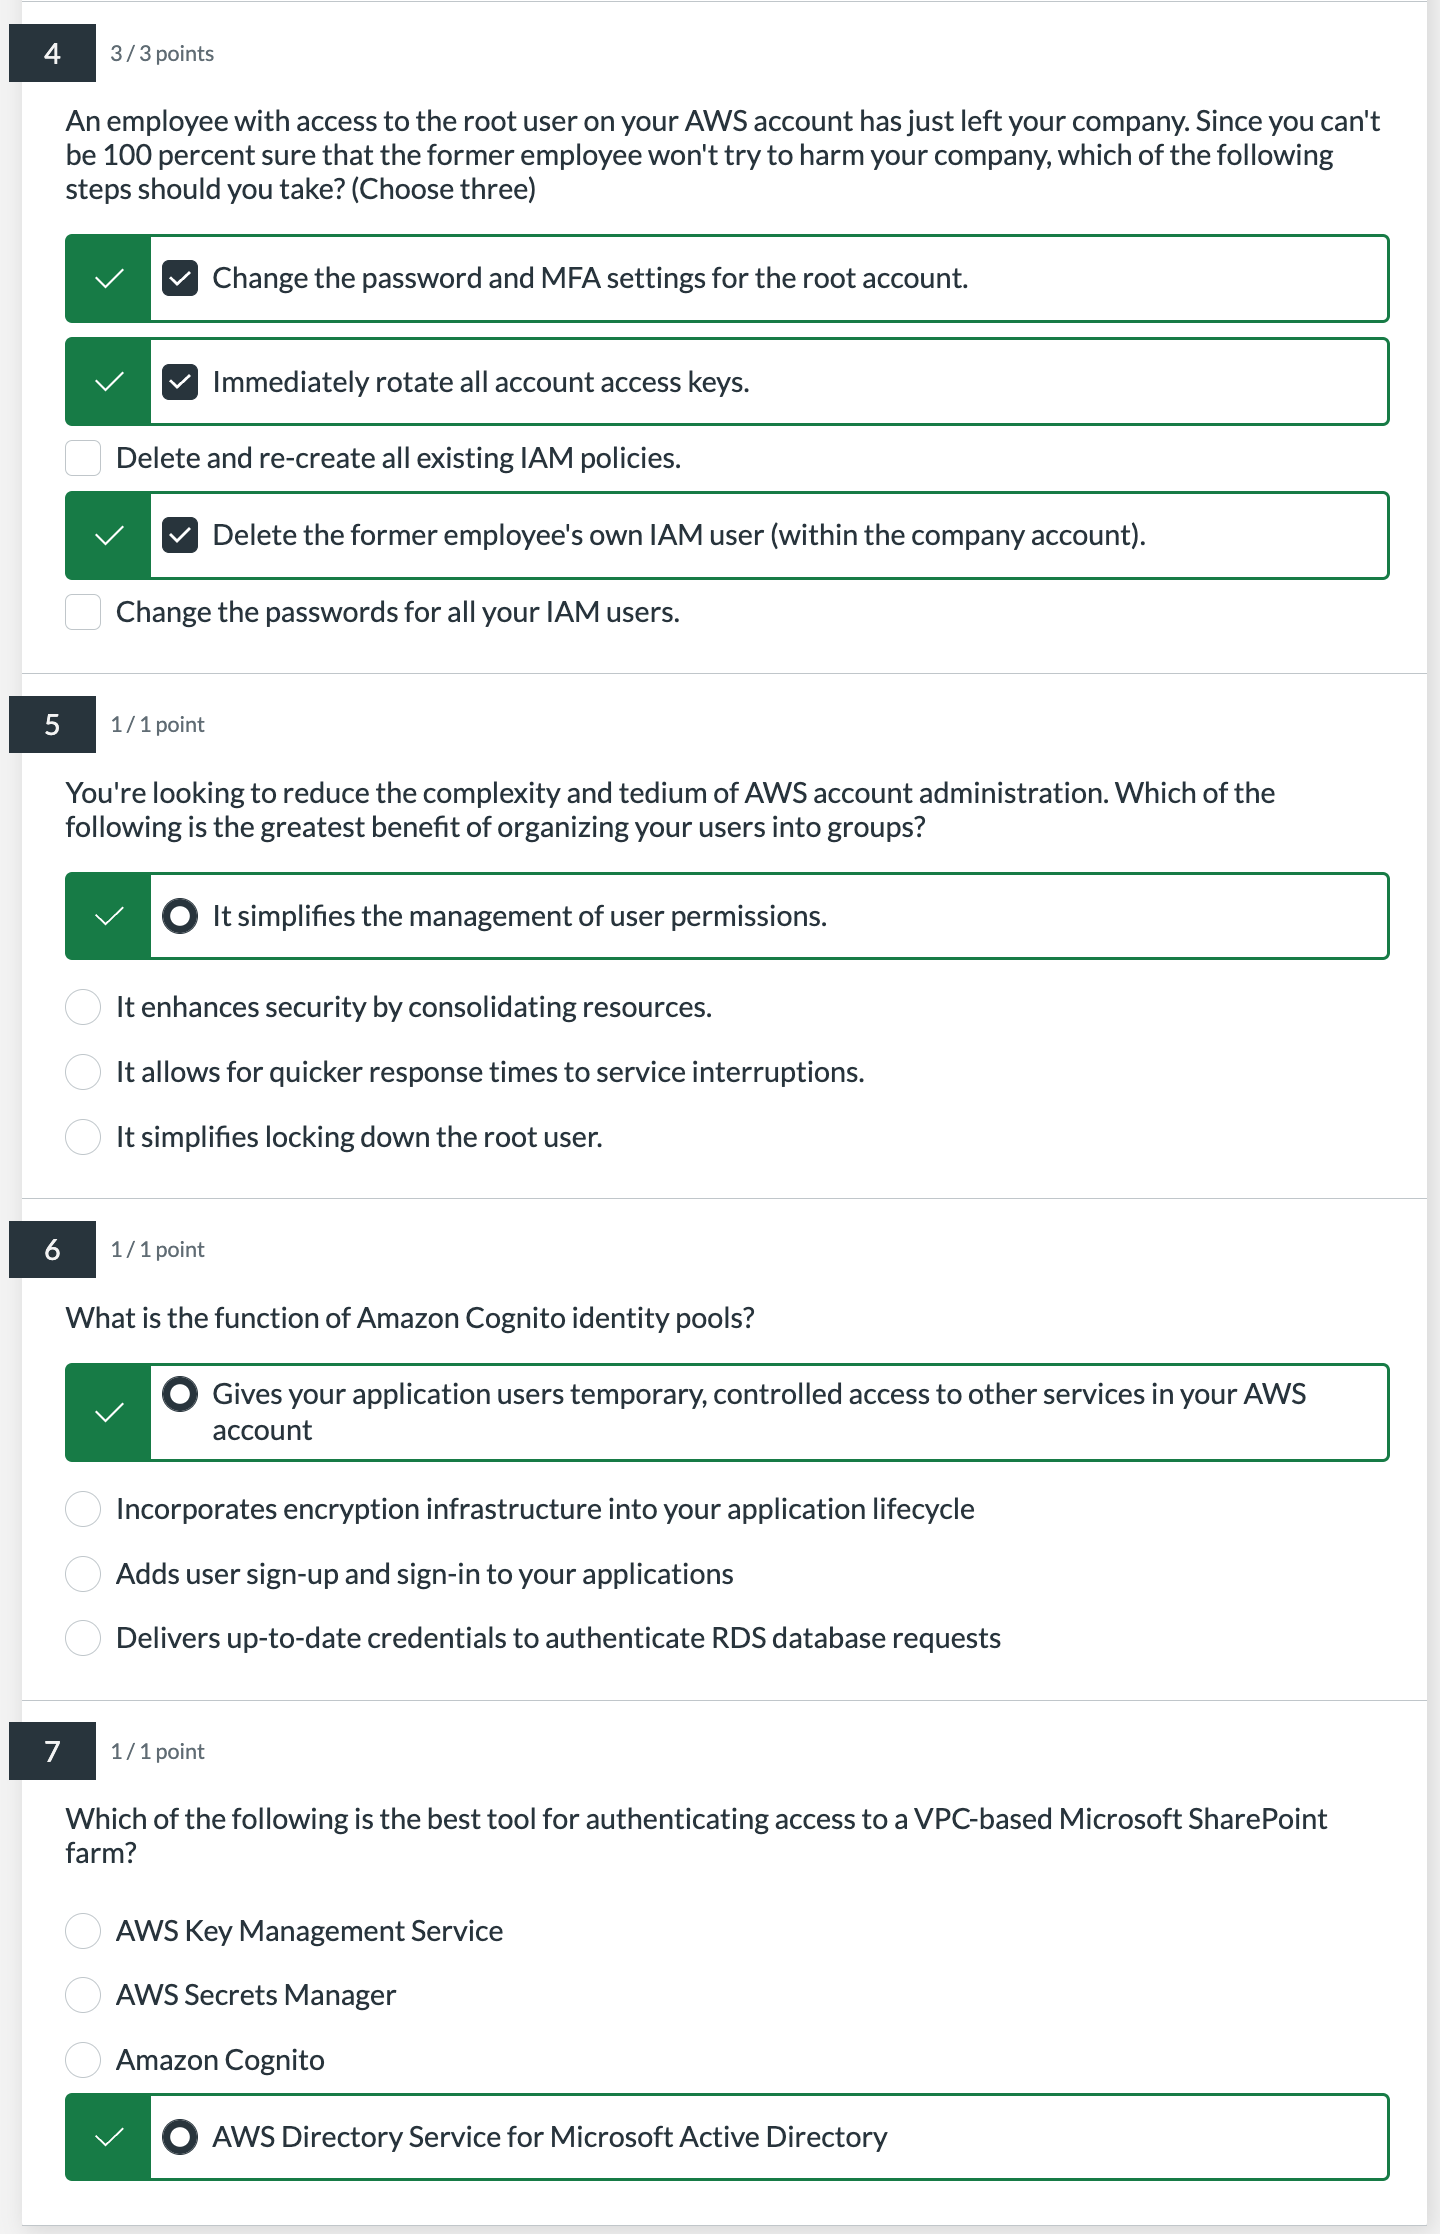 4
3 / 3 points
An employee with access to the root user on your AWS account has just left your company. Since you can't
be 100 percent sure that the former employee won't try to harm your company, which of the following
steps should you take? (Choose three)
Change the password and MFA settings for the root account.
Immediately rotate all account access keys.
Delete and re-create all existing IAM policies.
Delete the former employee's own IAM user (within the company account).
Change the passwords for all your IAM users.
5
1 / 1 point
You're looking to reduce the complexity and tedium of AWS account administration. Which of the
following is the greatest benefit of organizing your users into groups?
It simplifies the management of user permissions.
It enhances security by consolidating resources.
It allows for quicker response times to service interruptions.
It simplifies locking down the root user.
6
1 / 1 point
What is the function of Amazon Cognito identity pools?
Gives your application users temporary, controlled access to other services in your AWS
account
Incorporates encryption infrastructure into your application lifecycle
Adds user sign-up and sign-in to your applications
Delivers up-to-date credentials to authenticate RDS database requests
7
1 / 1 point
Which of the following is the best tool for authenticating access to a VPC-based Microsoft SharePoint
farm?
AWS Key Management Service
AWS Secrets Manager
Amazon Cognito
AWS Directory Service for Microsoft Active Directory